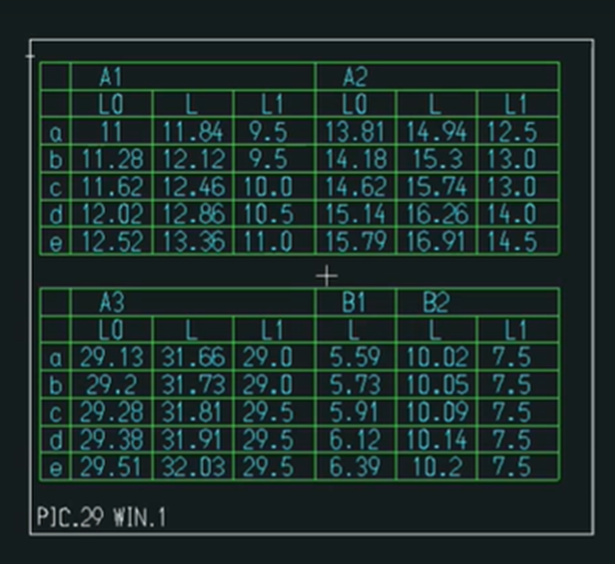 A1 A2
L0 L L1 L0 L L1
a 11 11.84 9.5 13.81 14.94 12.5
b 11.28 12.12 9.5 14.18 15.3 13.0
c 11.62 12.46 10.0 14.62 15.74 13.0
d 12.02 12.86 10.5 15.14 16.26 14.0
e 12.52 13.36 11.0 15.79 16.91 14.5
A3 B1 B2
L0 L L1 L L L1
a 29.13 31.66 29.0 5.59 10.02 7.5
b 29.2 31.73 29.0 5.73 10.05 7.5
c 29.28 31.81 29.5 5.91 10.09 7.5
d 29.38 31.91 29.5 6.12 10.14 7.5
e 29.51 32.03 29.5 6.39 10.2 7.5
PIC.29 WIN.1